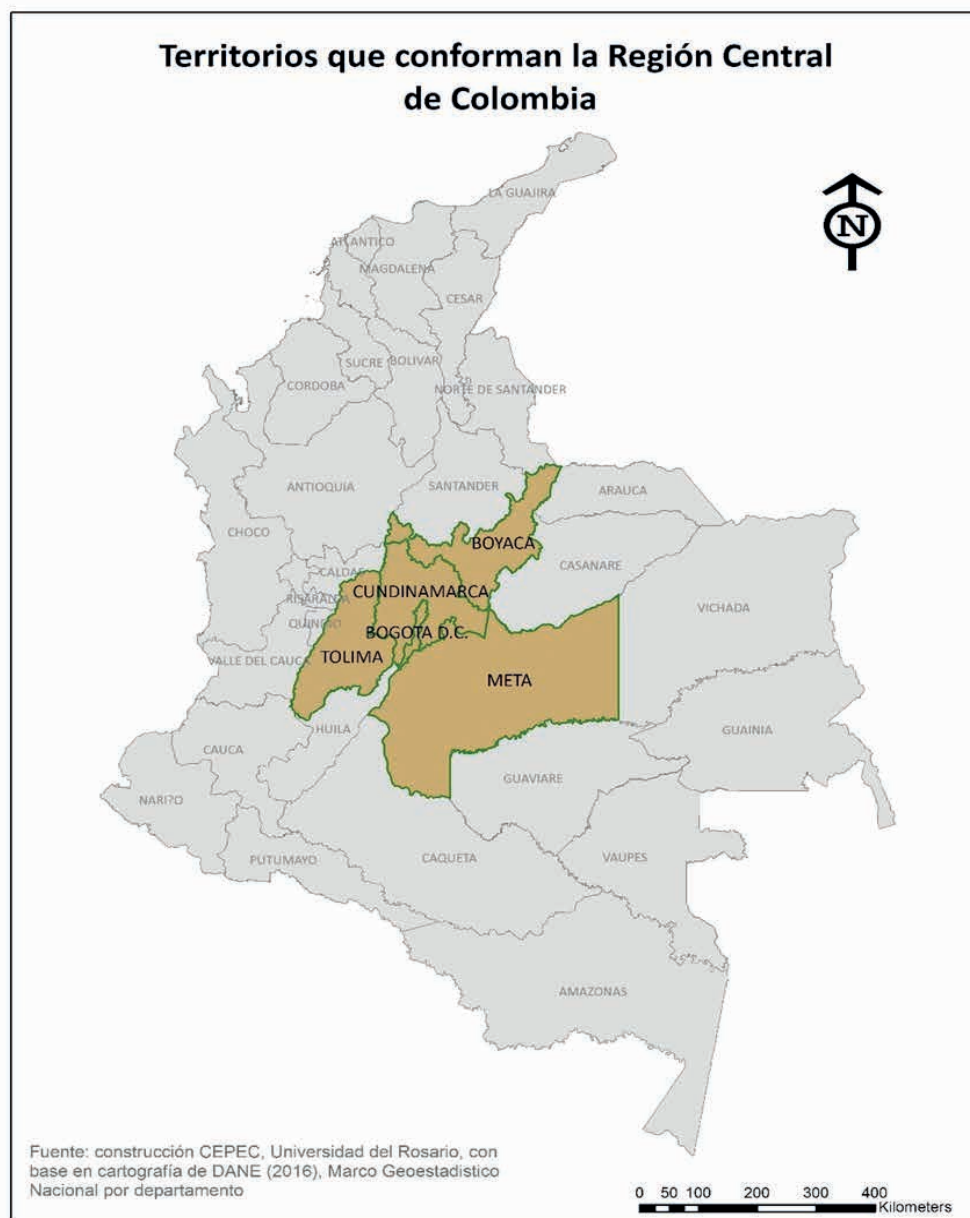 Territorios que conforman la Región Central
de Colombia
N
LA GUAJIRA
ATLANTICO
MAGDALENA
CESAR
SUCRE
BOLIVAR
CORDOBA
NORTE DE SANTANDER
ANTIOQUIA
SANTANDER
ARAUCA
CHOCO
BOYACA
CASANARE
CALDAS
CUNDINAMARCA
RISARALDA
VICHADA
QUINDIO
BOGOTA D.C.
VALLE DEL CAUCA
TOLIMA
META
HUILA
GUAINIA
CAUCA
GUAVIARE
NARI?O
PUTUMAYO
CAQUETA
VAUPES
AMAZONAS
Fuente: construcción CEPEC, Universidad del Rosario, con
base en cartografía de DANE (2016), Marco Geoestadistico
Nacional por departamento
0 50 100 200 300 400
Kilometers